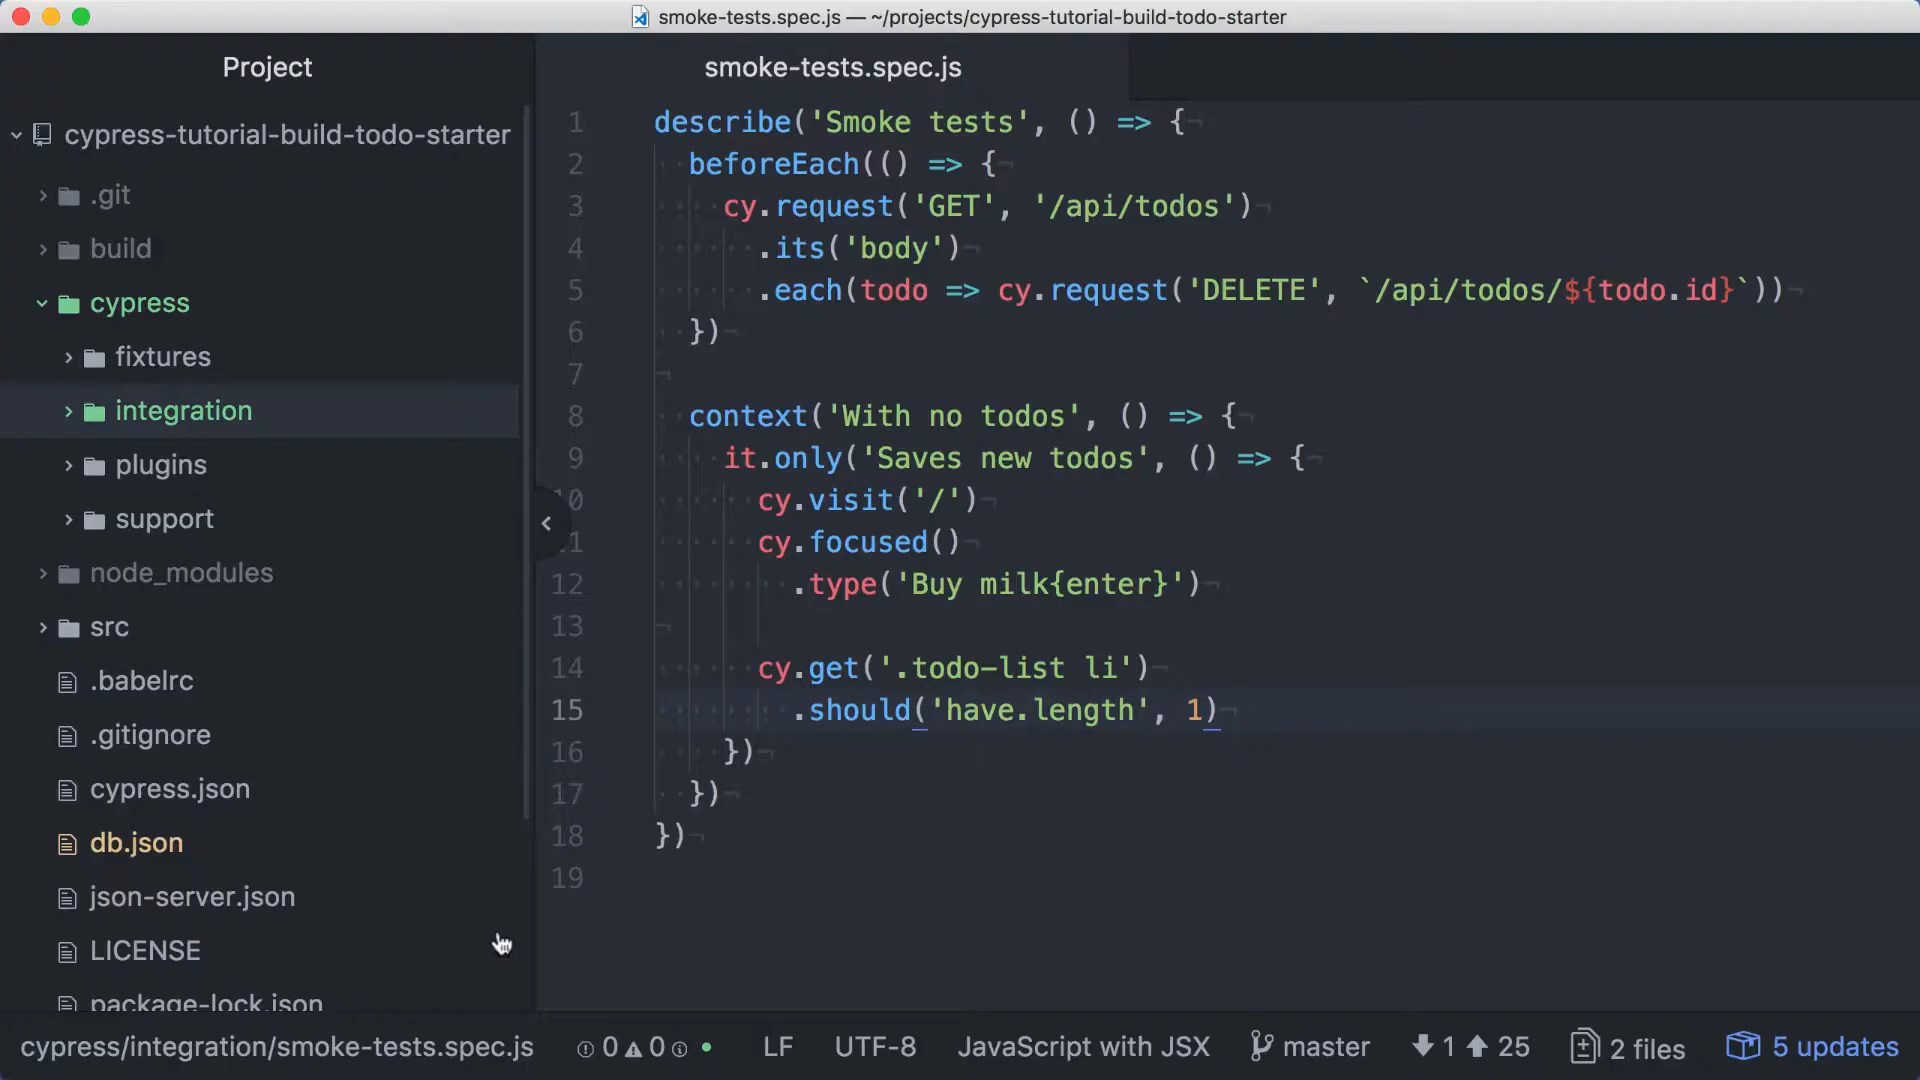 smoke-tests.spec.js — ~/projects/cypress-tutorial-build-todo-starter
Project
cypress-tutorial-build-todo-starter
.git
build
cypress
fixtures
integration
plugins
support
node_modules
src
.babelrc
.gitignore
cypress.json
db.json
json-server.json
LICENSE
package-lock.json
smoke-tests.spec.js
1 describe('Smoke tests', () => {
2 beforeEach(() => {
3 cy.request('GET', '/api/todos')
4 .its('body')
5 .each(todo => cy.request('DELETE', `/api/todos/${todo.id}`))
6 })
7
8 context('With no todos', () => {
9 it.only('Saves new todos', () => {
10 cy.visit('/')
11 cy.focused()
12 .type('Buy milk{enter}')
13
14 cy.get('.todo-list li')
15 .should('have.length', 1)
16 })
17 })
18 })
19
cypress/integration/smoke-tests.spec.js 0 0 LF UTF-8 JavaScript with JSX master 1 25 2 files 5 updates